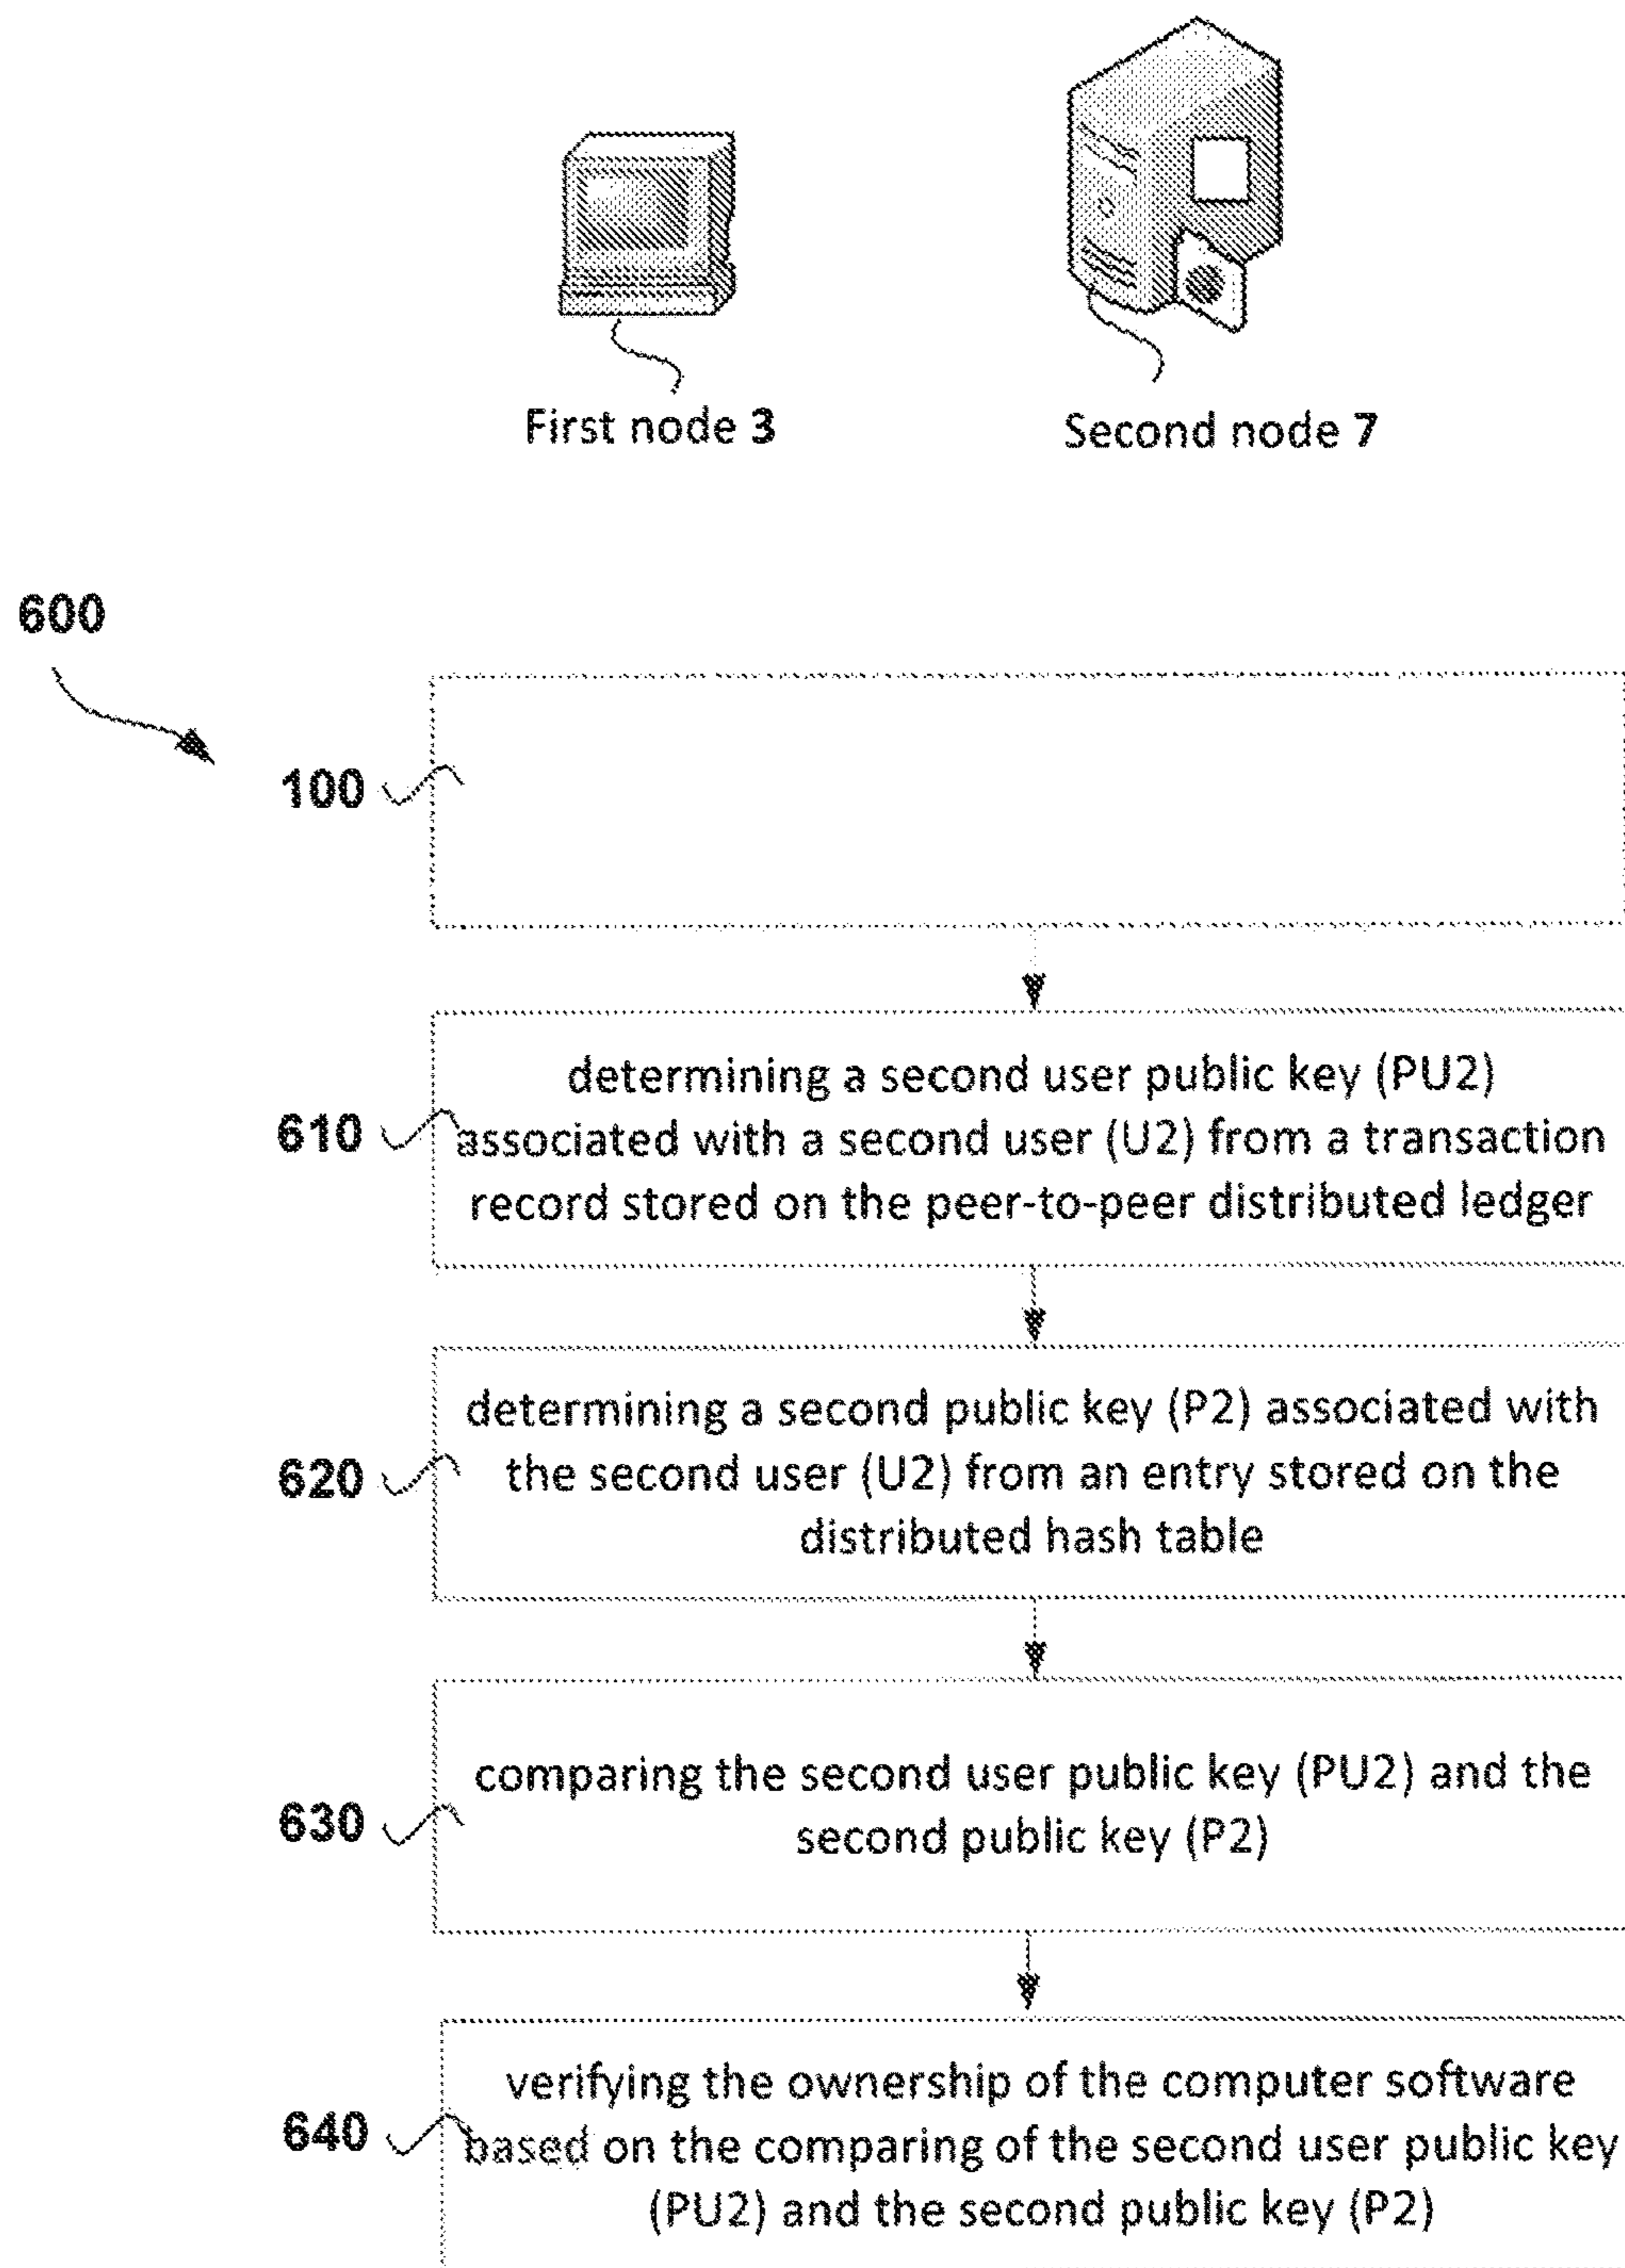 First node 3
Second node 7
600
100
determining a second user public key (PU2)
610
associated with a second user (U2) from a transaction
record stored on the peer-to-peer distributed ledger
determining a second public key (P2) associated with
620
the second user (U2) from an entry stored on the
distributed hash table
comparing the second user public key (PU2) and the
630
second public key (P2)
verifying the ownership of the computer software
640
based on the comparing of the second user public key
(PU2) and the second public key (P2)